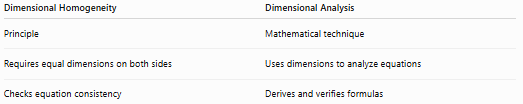 Dimensional Homogeneity Dimensional Analysis
Principle Mathematical technique
Requires equal dimensions on both sides Uses dimensions to analyze equations
Checks equation consistency Derives and verifies formulas